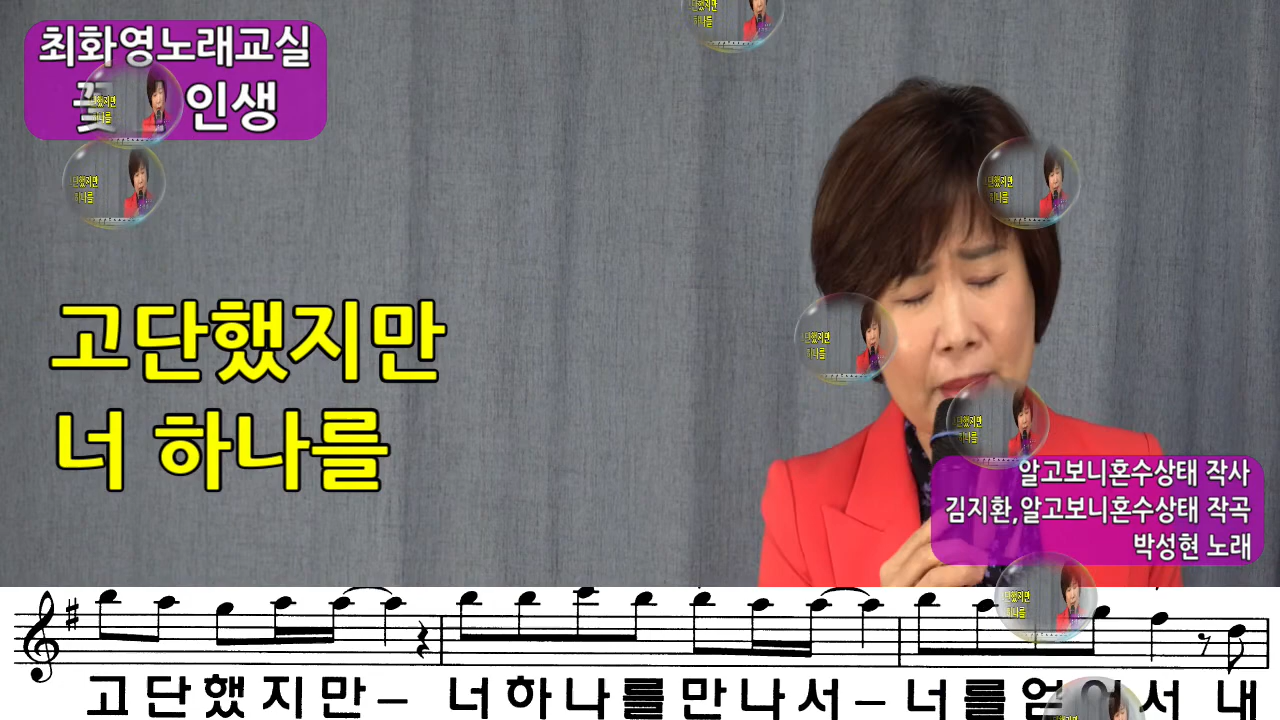 최화영노래교실
꽃 인생
고단했지만
너 하나를
알고보니혼수상태 작사
김지환,알고보니혼수상태 작곡
박성현 노래
고단했지만– 너하나를만나서– 너를얻어서 내